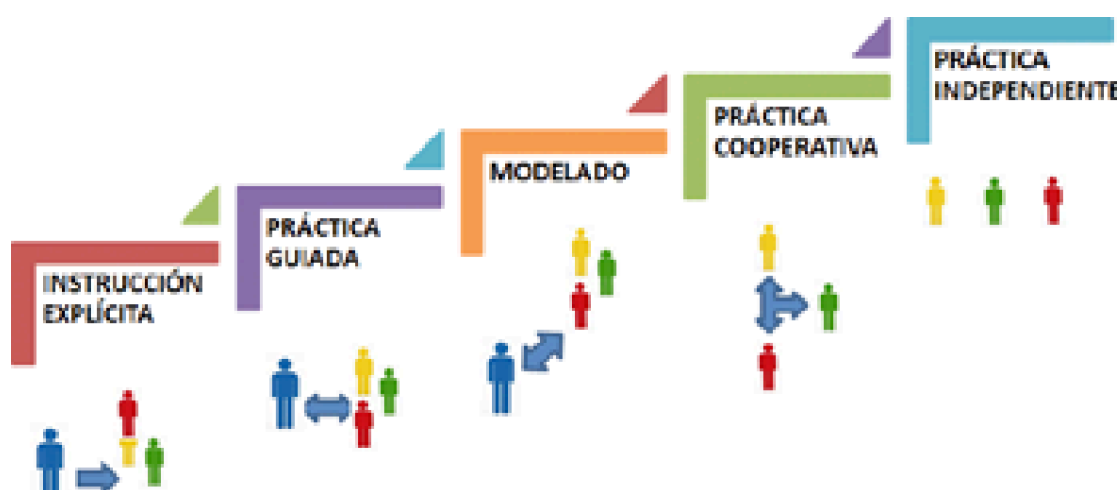 INSTRUCCIÓN
EXPLÍCITA
PRÁCTICA
GUIADA
MODELADO
PRÁCTICA
COOPERATIVA
PRÁCTICA
INDEPENDIENTE